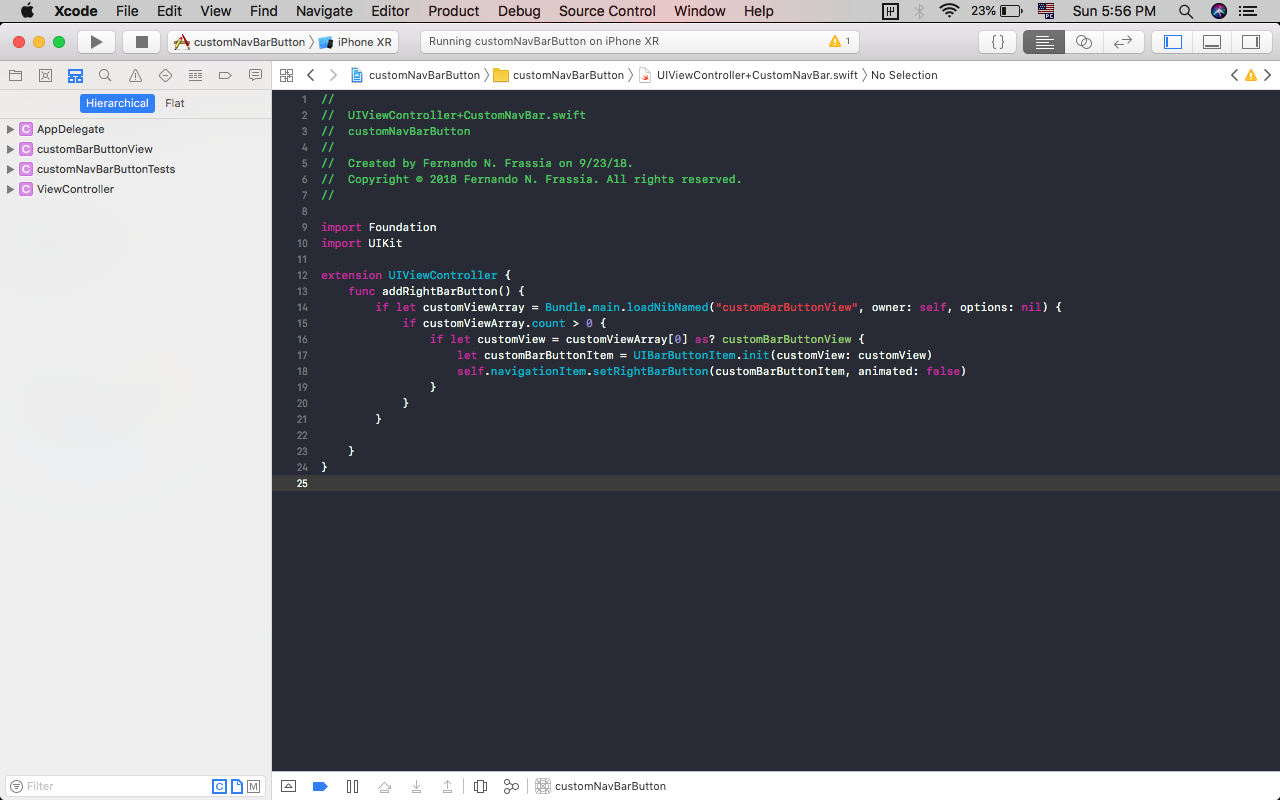 Xcode File Edit View Find Navigate Editor Product Debug Source Control Window Help 23% Sun 5:56 PM
customNavBarButton iPhone XR Running customNavBarButton on iPhone XR 1
customNavBarButton customNavBarButton UIViewController+CustomNavBar.swift No Selection
Hierarchical Flat
AppDelegate
customBarButtonView
customNavBarButtonTests
ViewController
1 //
2 // UIViewController+CustomNavBar.swift
3 // customNavBarButton
4 //
5 // Created by Fernando N. Frassia on 9/23/18.
6 // Copyright © 2018 Fernando N. Frassia. All rights reserved.
7 //
8
9 import Foundation
10 import UIKit
11
12 extension UIViewController {
13 func addRightBarButton() {
14 if let customViewArray = Bundle.main.loadNibNamed("customBarButtonView", owner: self, options: nil) {
15 if customViewArray.count > 0 {
16 if let customView = customViewArray[0] as? customBarButtonView {
17 let customBarButtonItem = UIBarButtonItem.init(customView: customView)
18 self.navigationItem.setRightBarButton(customBarButtonItem, animated: false)
19 }
20 }
21 }
22
23 }
24 }
25
Filter C M
customNavBarButton